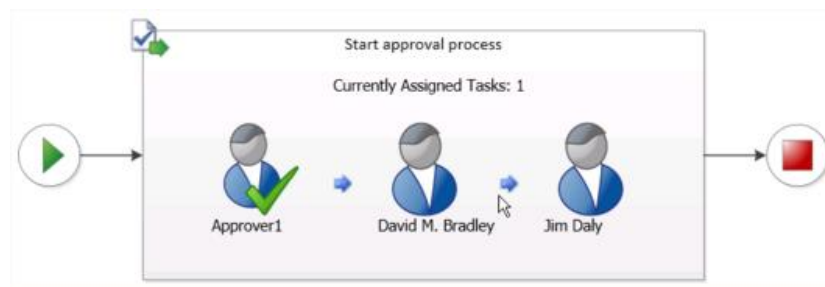 Start approval process
Currently Assigned Tasks: 1
Approver1
David M. Bradley
Jim Daly